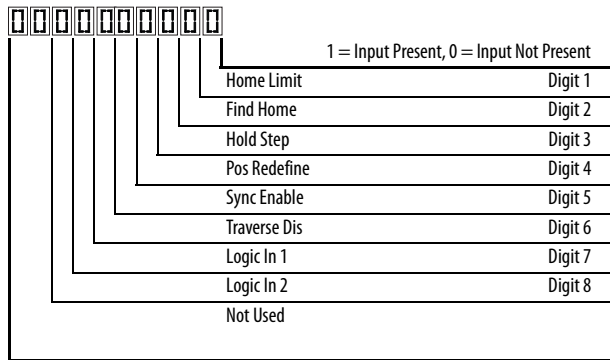 0000000000
1 = Input Present, 0 = Input Not Present
Home Limit Digit 1
Find Home Digit 2
Hold Step Digit 3
Pos Redefine Digit 4
Sync Enable Digit 5
Traverse Dis Digit 6
Logic In 1 Digit 7
Logic In 2 Digit 8
Not Used